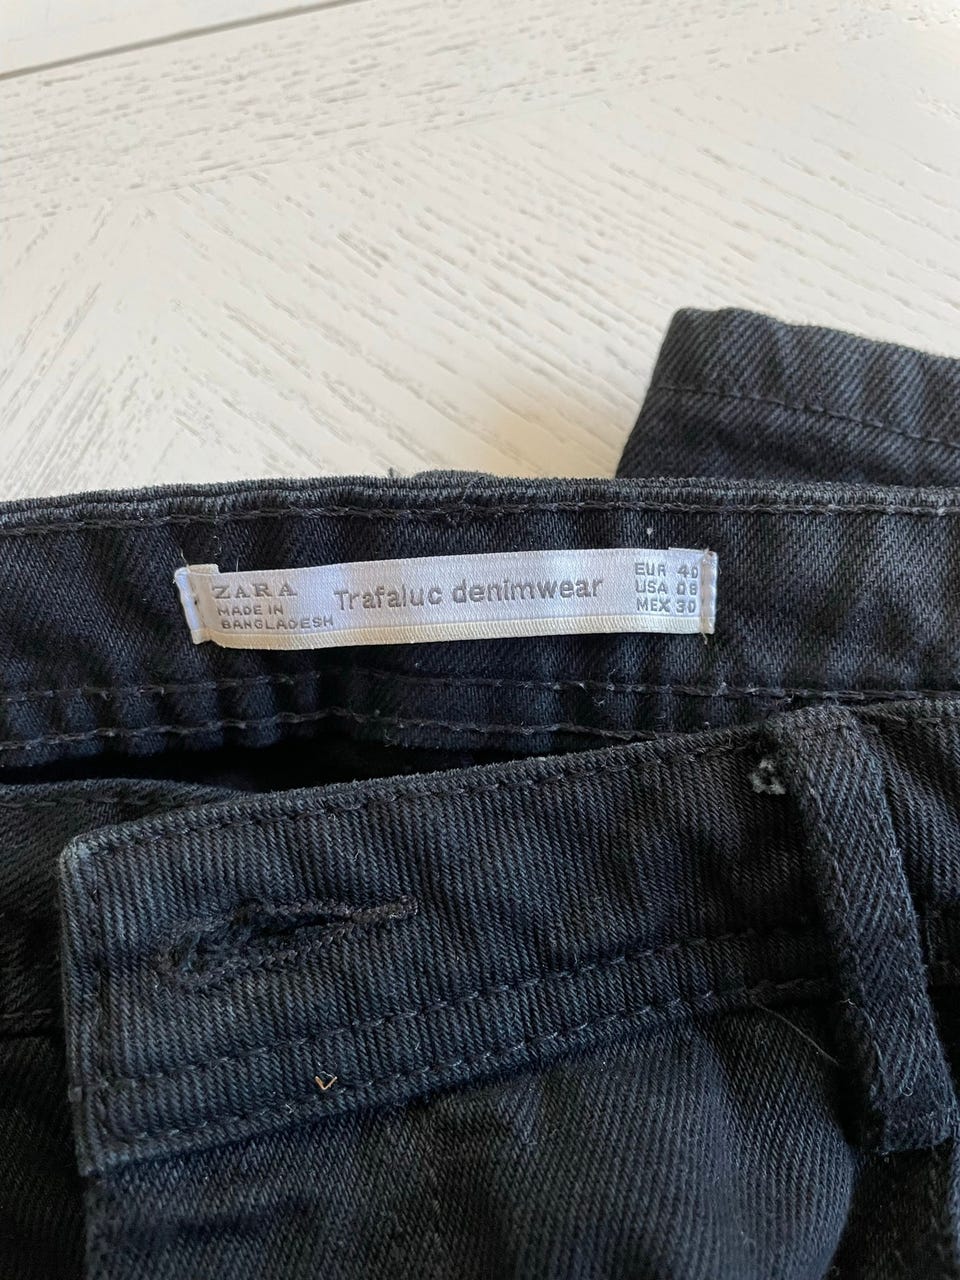 ZARA
MADE IN
BANGLADESH
Trafaluc denimwear
EUR 40
USA 08
MEX 30